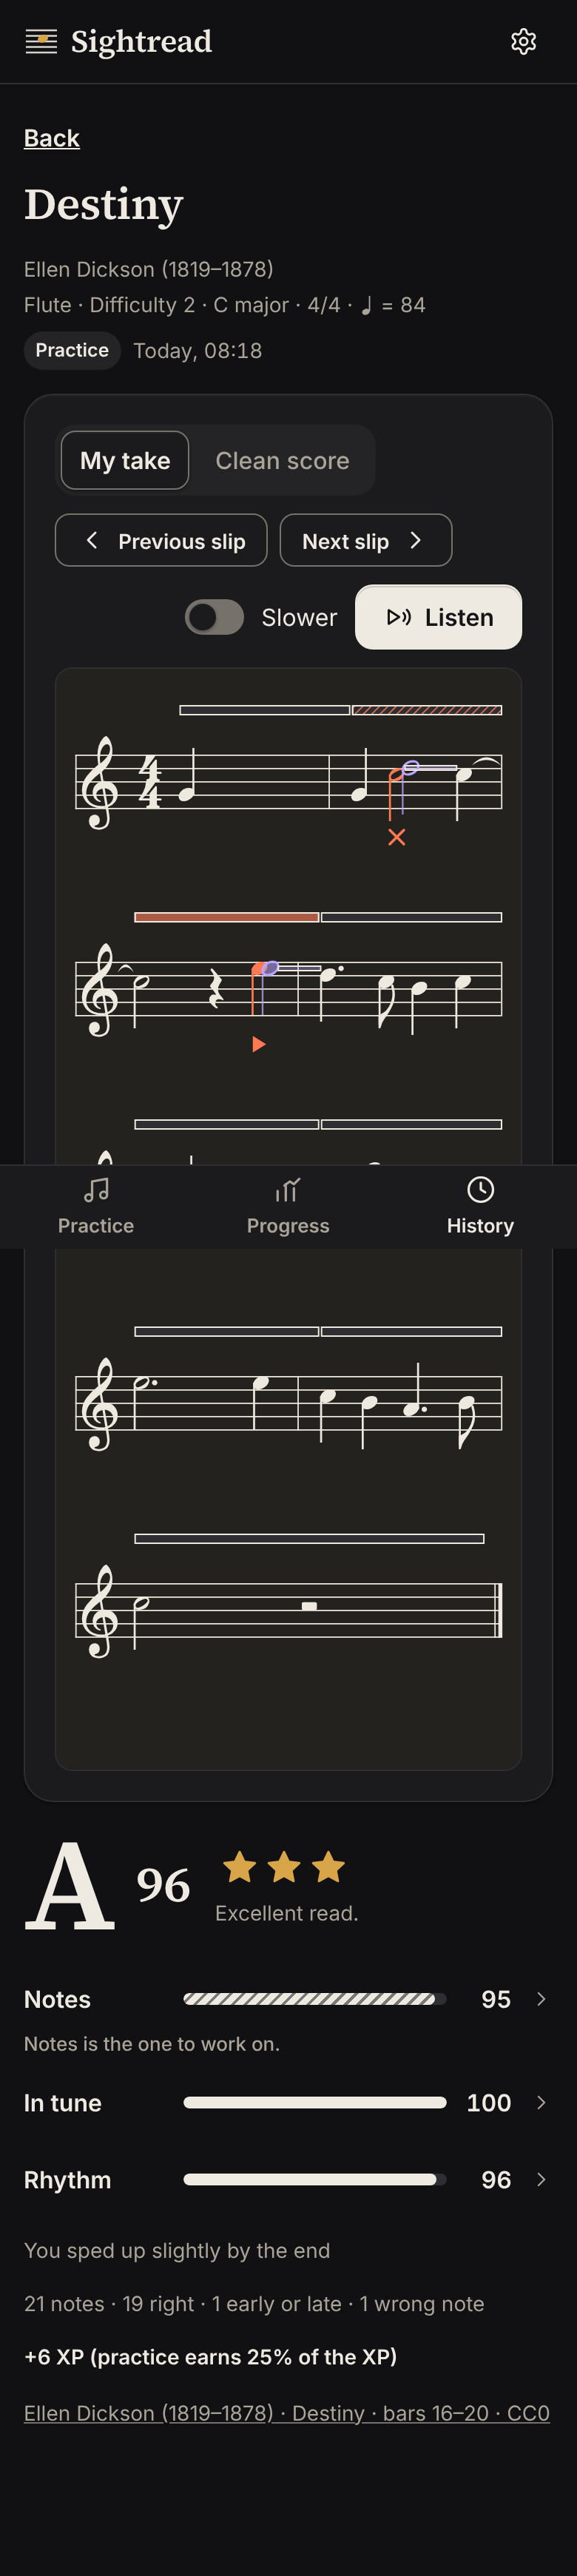 Sightread
Back
Destiny
Ellen Dickson (1819–1878)
Flute · Difficulty 2 · C major · 4/4 · ♩ = 84
Practice Today, 08:18
My take Clean score
Previous slip Next slip
Slower Listen
4
4
Practice Progress History
A 96
Excellent read.
Notes 95
Notes is the one to work on.
In tune 100
Rhythm 96
You sped up slightly by the end
21 notes · 19 right · 1 early or late · 1 wrong note
+6 XP (practice earns 25% of the XP)
Ellen Dickson (1819–1878) · Destiny · bars 16–20 · CC0